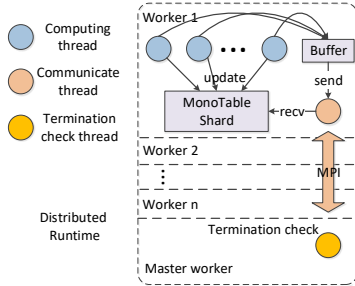 Computing
thread
Communicate
thread
Termination
check thread
Distributed
Runtime
Worker 1
Buffer
update
send
MonoTable
Shard
recv
Worker 2
MPI
Worker n
Termination check
Master worker